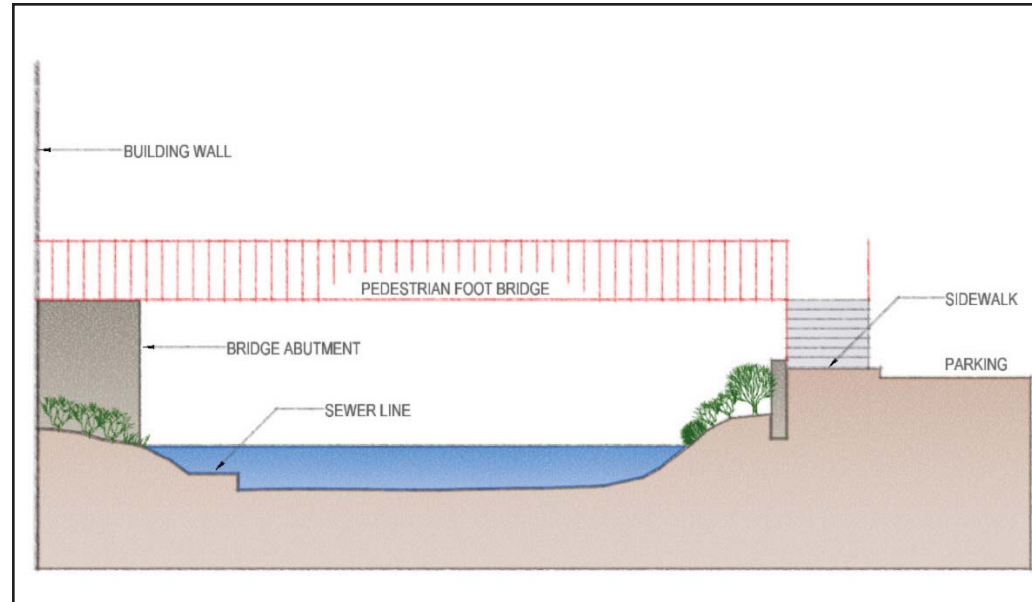 BUILDING WALL
PEDESTRIAN FOOT BRIDGE
SIDEWALK
BRIDGE ABUTMENT
PARKING
SEWER LINE